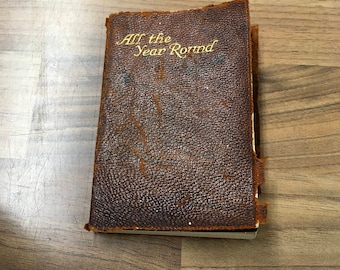 All the
Year Round